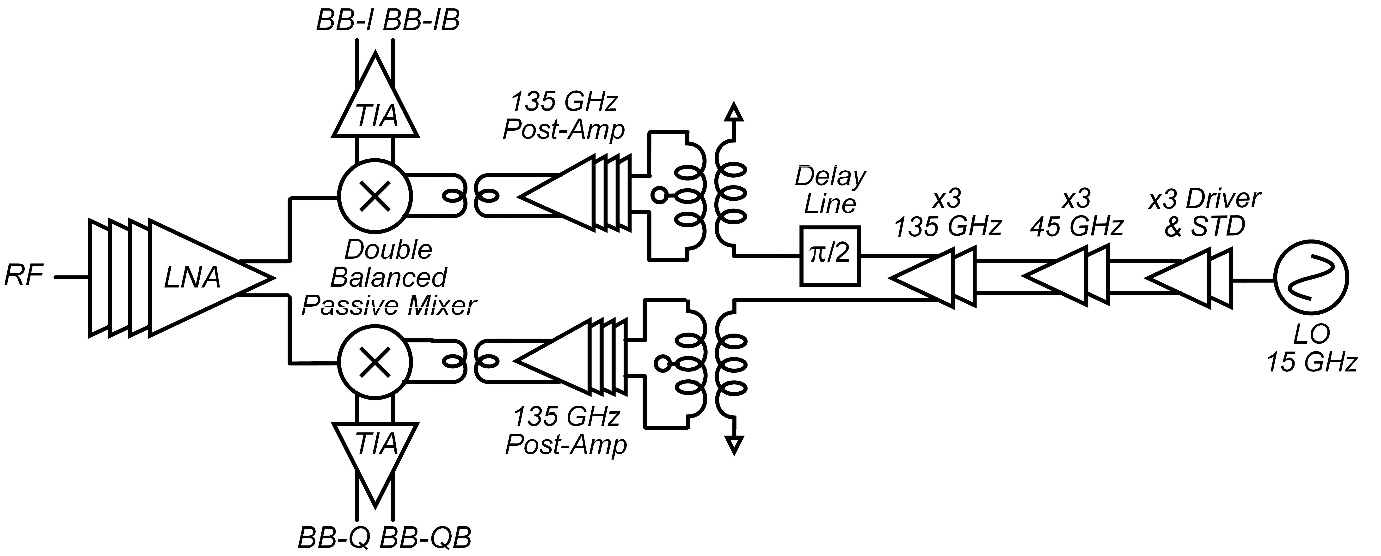 BB-I BB-IB
TIA
135 GHz
Post-Amp
Delay
Line
π/2
x3
135 GHz
x3
45 GHz
x3 Driver
& STD
RF
LNA
Double
Balanced
Passive Mixer
LO
15 GHz
135 GHz
Post-Amp
TIA
BB-Q BB-QB